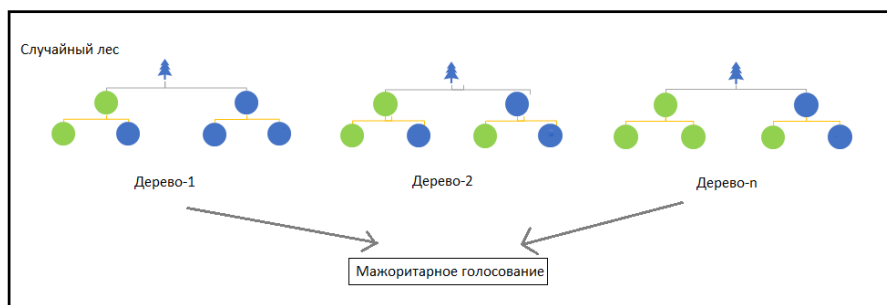 Случайный лес
Дерево-1
Дерево-2
Дерево-n
Мажоритарное голосование